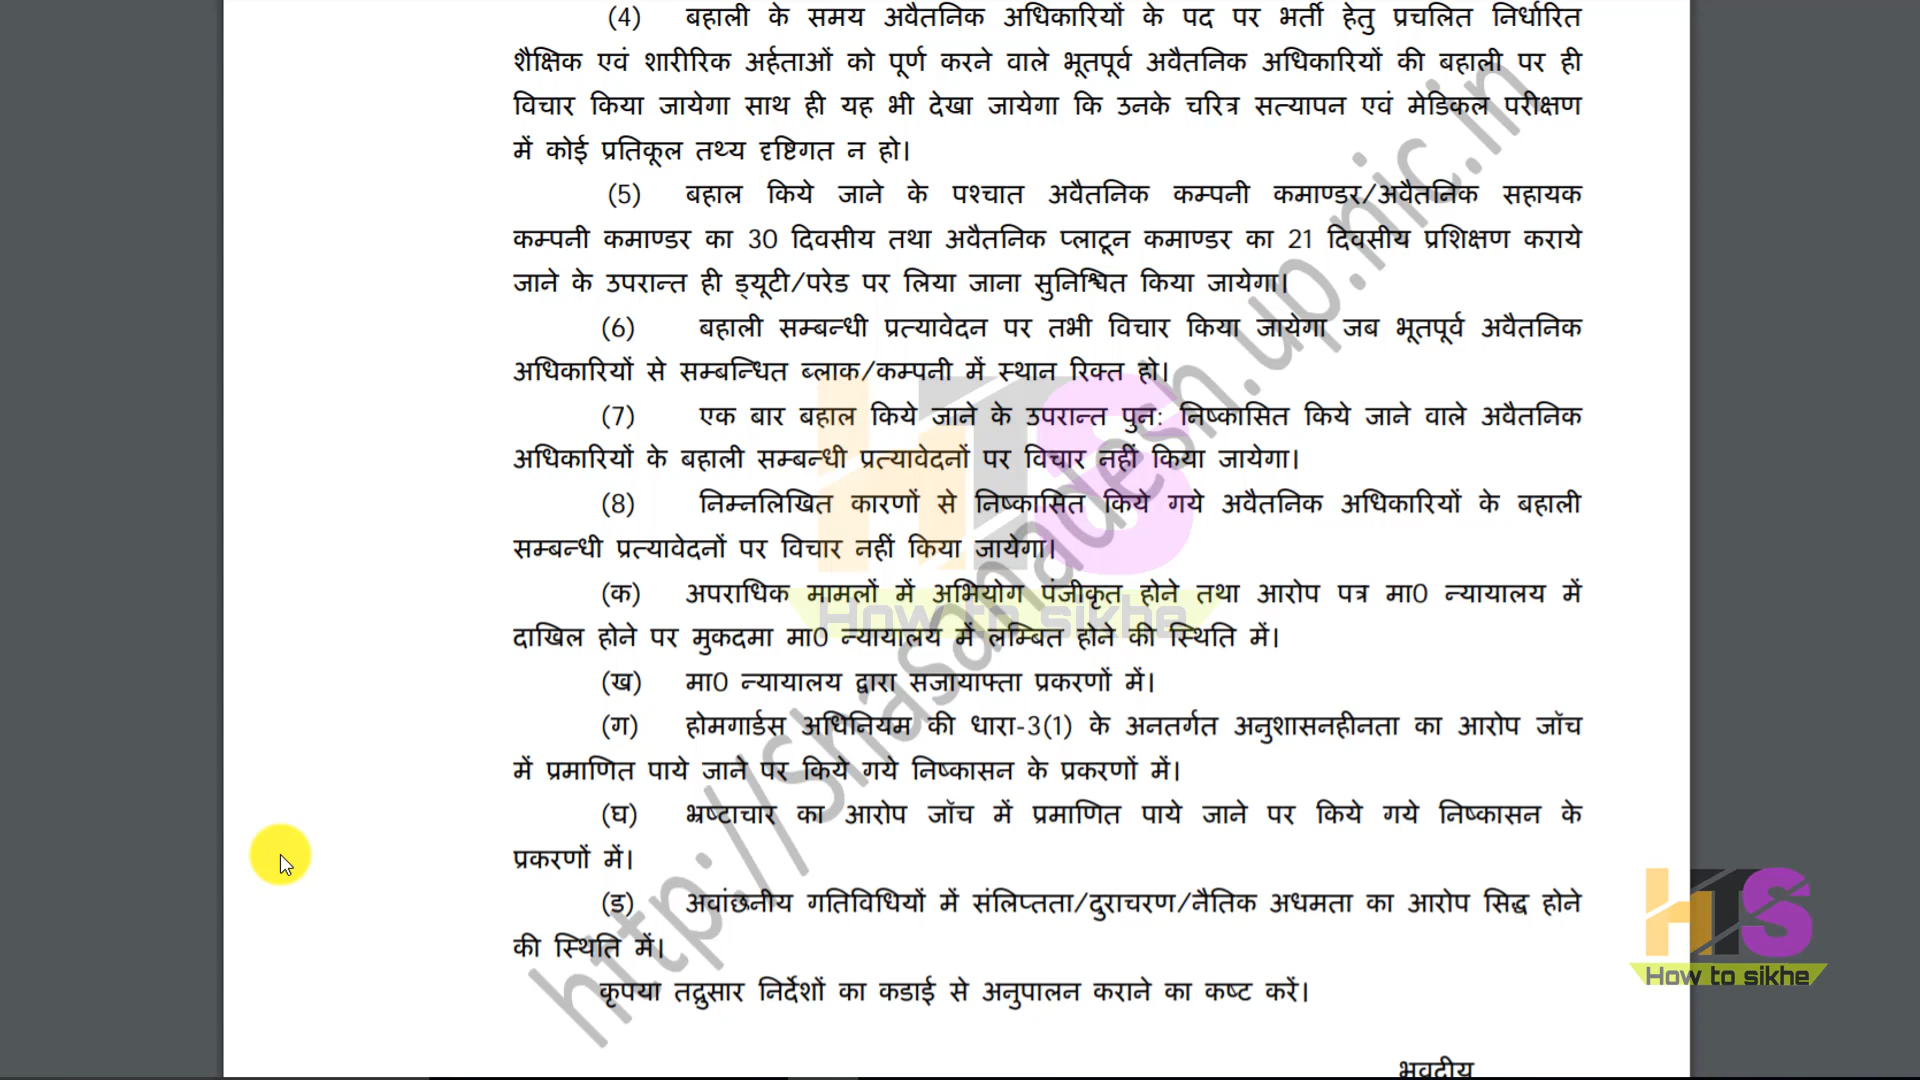 (4) बहाली के समय अवैतनिक अधिकारियों के पद पर भर्ती हेतु प्रचलित निर्धारित
शैक्षिक एवं शारीरिक अर्हताओं को पूर्ण करने वाले भूतपूर्व अवैतनिक अधिकारियों की बहाली पर ही
विचार किया जायेगा साथ ही यह भी देखा जायेगा कि उनके चरित्र सत्यापन एवं मेडिकल परीक्षण
में कोई प्रतिकूल तथ्य दृष्टिगत न हो।
(5) बहाल किये जाने के पश्चात अवैतनिक कम्पनी कमाण्डर/अवैतनिक सहायक
कम्पनी कमाण्डर का 30 दिवसीय तथा अवैतनिक प्लाटून कमाण्डर का 21 दिवसीय प्रशिक्षण कराये
जाने के उपरान्त ही ड्यूटी/परेड पर लिया जाना सुनिश्चित किया जायेगा।
(6) बहाली सम्बन्धी प्रत्यावेदन पर तभी विचार किया जायेगा जब भूतपूर्व अवैतनिक
अधिकारियों से सम्बन्धित ब्लाक/कम्पनी में स्थान रिक्त हो।
(7) एक बार बहाल किये जाने के उपरान्त पुन: निष्कासित किये जाने वाले अवैतनिक
अधिकारियों के बहाली सम्बन्धी प्रत्यावेदनों पर विचार नहीं किया जायेगा।
(8) निम्नलिखित कारणों से निष्कासित किये गये अवैतनिक अधिकारियों के बहाली
सम्बन्धी प्रत्यावेदनों पर विचार नहीं किया जायेगा।
(क) अपराधिक मामलों में अभियोग पंजीकृत होने तथा आरोप पत्र मा0 न्यायालय में
दाखिल होने पर मुकदमा मा0 न्यायालय में लम्बित होने की स्थिति में।
(ख) मा0 न्यायालय द्वारा सजायाफ्ता प्रकरणों में।
(ग) होमगार्डस अधिनियम की धारा-3(1) के अनतर्गत अनुशासनहीनता का आरोप जॉच
में प्रमाणित पाये जाने पर किये गये निष्कासन के प्रकरणों में।
(घ) भ्रष्टाचार का आरोप जॉच में प्रमाणित पाये जाने पर किये गये निष्कासन के
प्रकरणों में।
(ड) अवांछनीय गतिविधियों में संलिप्तता/दुराचरण/नैतिक अधमता का आरोप सिद्ध होने
की स्थिति में।
कृपया तद्नुसार निर्देशों का कडाई से अनुपालन कराने का कष्ट करें।
भवदीय
http://shasanadesh.up.nic.in
HTS
How to sikhe
HTS
How to sikhe